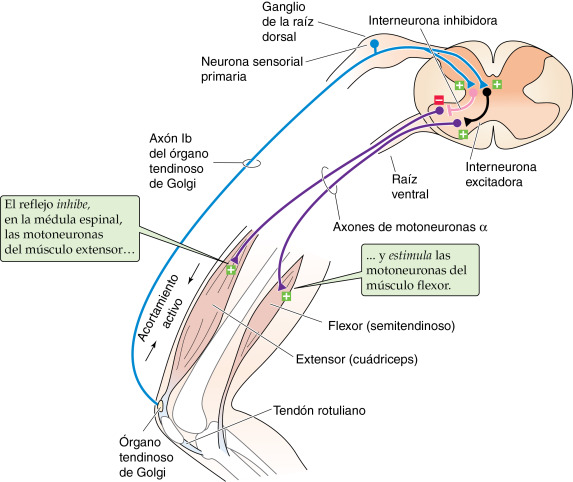 Ganglio
de la raíz
dorsal
Interneurona inhibidora
Neurona sensorial
primaria
Axón Ib
del órgano
tendinoso
de Golgi
Interneurona
excitadora
Raíz
ventral
El reflejo inhibe,
en la médula espinal,
las motoneuronas
del músculo extensor…
Axones de motoneuronas α
... y estimula las
motoneuronas del
músculo flexor.
Acortamiento
activo
Flexor (semitendinoso)
Extensor (cuádriceps)
Tendón rotuliano
Órgano
tendinoso
de Golgi